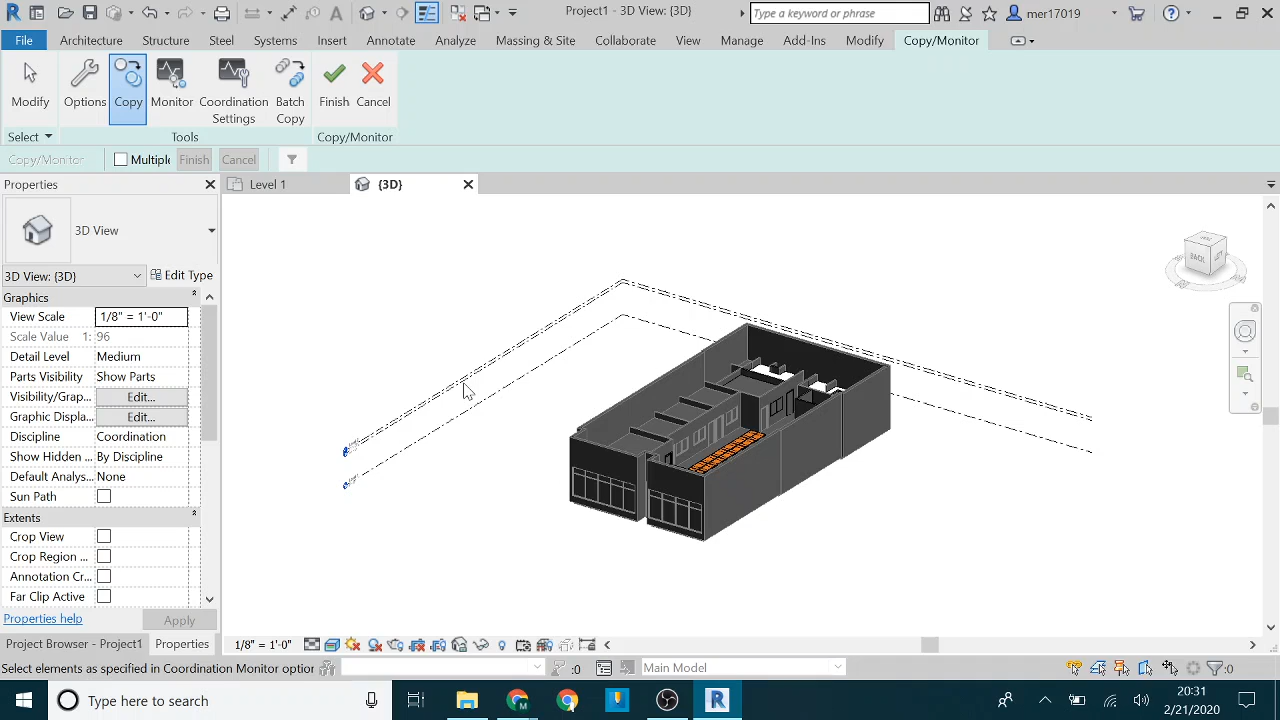 Project1 - 3D View: {3D}
Type a keyword or phrase
mer17019
File
Architecture
Structure
Steel
Systems
Insert
Annotate
Analyze
Massing & Site
Collaborate
View
Manage
Add-Ins
Modify
Copy/Monitor
Modify
Options
Copy
Monitor
Coordination
Settings
Batch
Copy
Finish
Cancel
Select
Tools
Copy/Monitor
Copy/Monitor
Multiple
Finish
Cancel
Properties
Level 1
{3D}
3D View
3D View: {3D}
Edit Type
Graphics
View Scale
1/8" = 1'-0"
Scale Value 1:
96
Detail Level
Medium
Parts Visibility
Show Parts
Visibility/Grap...
Edit...
Graphic Displa...
Edit...
Discipline
Coordination
Show Hidden ...
By Discipline
Default Analys...
None
Sun Path
Extents
Crop View
Crop Region ...
Annotation Cr...
Far Clip Active
Properties help
Apply
Project Browser - Project1
Properties
1/8" = 1'-0"
Select elements as specified in Coordination Monitor option
:0
Main Model
:0
BACK
Type here to search
20:31
2/21/2020